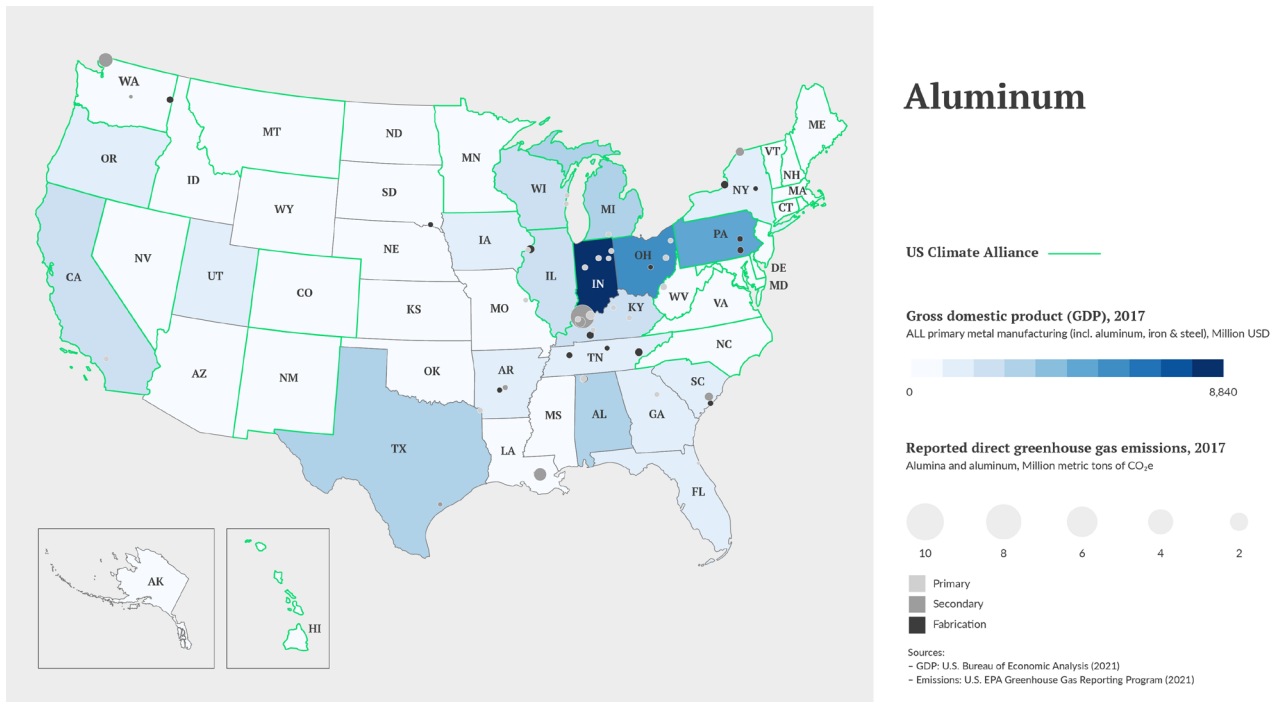 Aluminum
US Climate Alliance
Gross domestic product (GDP), 2017
ALL primary metal manufacturing (incl. aluminum, iron & steel), Million USD
0 8,840
Reported direct greenhouse gas emissions, 2017
Alumina and aluminum, Million metric tons of CO₂e
10 8 6 4 2
Primary
Secondary
Fabrication
Sources:
– GDP: U.S. Bureau of Economic Analysis (2021)
– Emissions: U.S. EPA Greenhouse Gas Reporting Program (2021)
WA
MT
ND
MN
ME
VT
OR
ID
SD
WI
MI
NY
NH
MA
CT
WY
NE
IA
PA
NV
UT
CO
IL
IN
OH
DE
MD
CA
KS
MO
KY
WV
VA
AZ
NM
OK
AR
TN
NC
SC
TX
LA
MS
AL
GA
FL
AK
HI